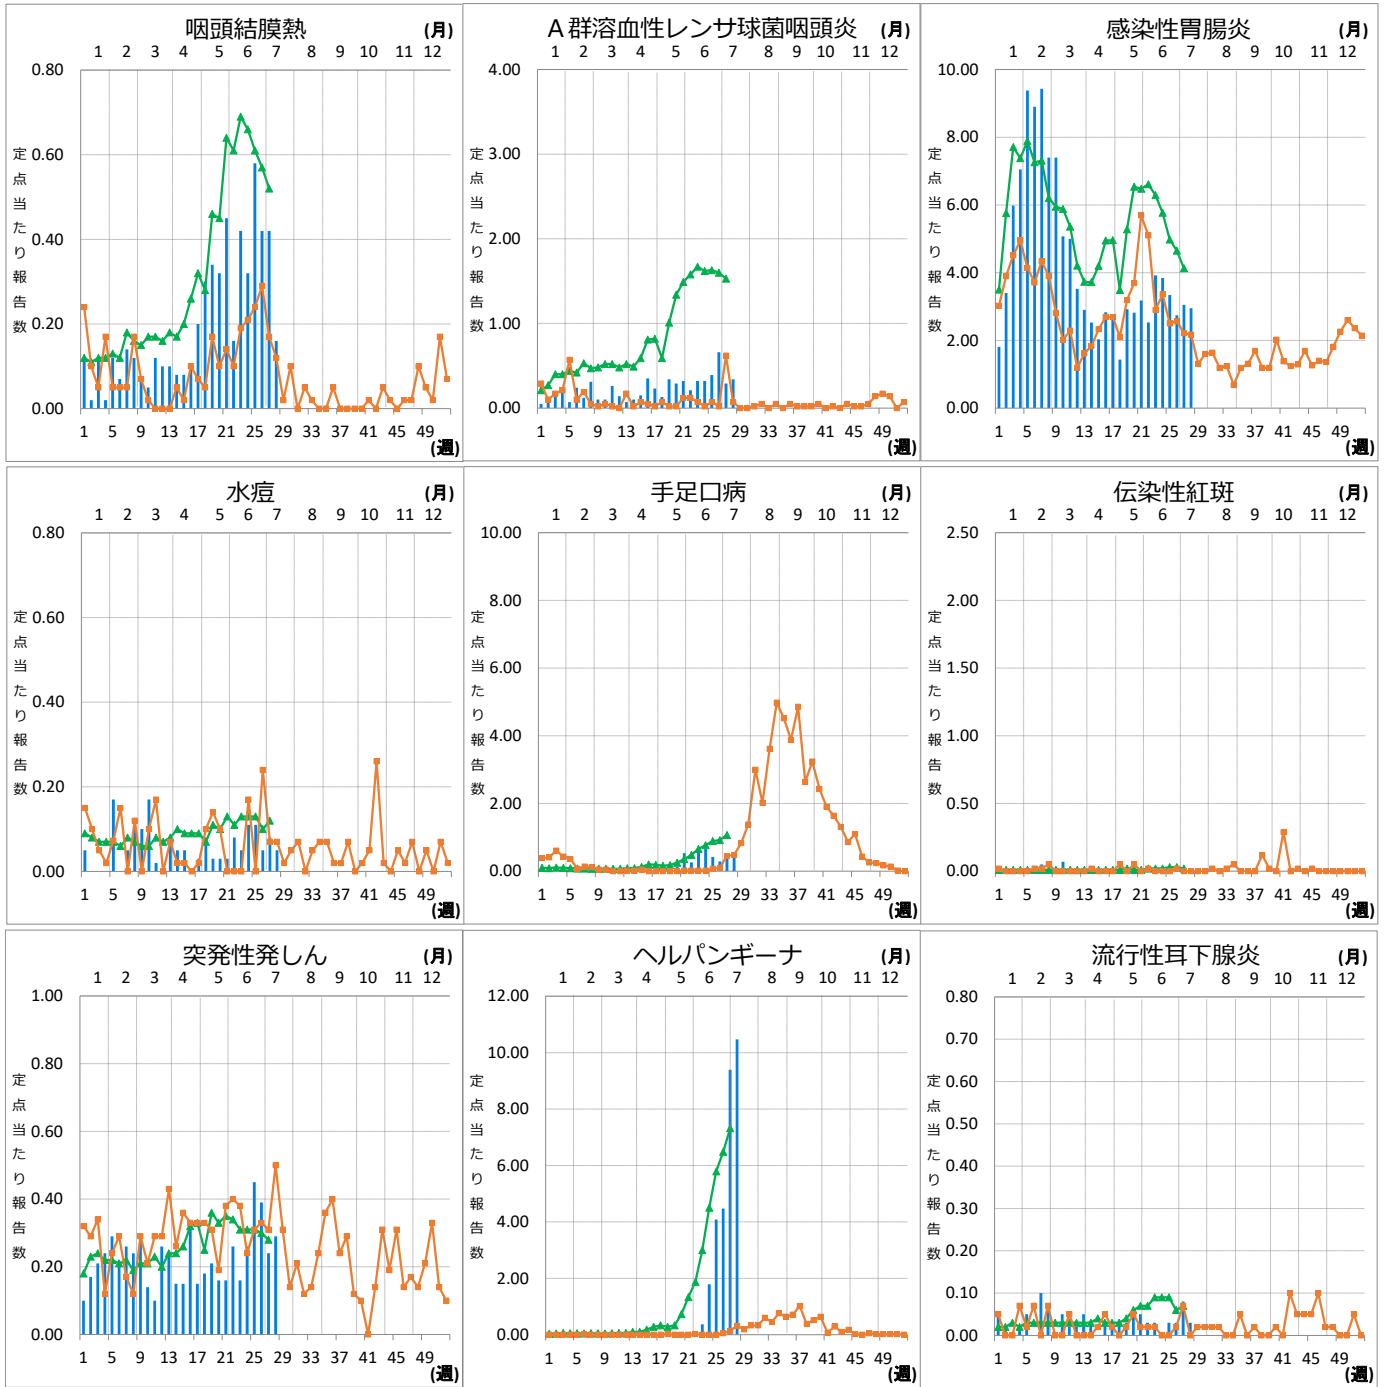 咽頭結膜熱 (月)
1 2 3 4 5 6 7 8 9 10 11 12
定点当たり報告数
0.80
0.60
0.40
0.20
0.00
1 5 9 13 17 21 25 29 33 37 41 45 49
(週)
A群溶血性レンサ球菌咽頭炎 (月)
1 2 3 4 5 6 7 8 9 10 11 12
定点当たり報告数
4.00
3.00
2.00
1.00
0.00
1 5 9 13 17 21 25 29 33 37 41 45 49
(週)
感染性胃腸炎 (月)
1 2 3 4 5 6 7 8 9 10 11 12
定点当たり報告数
10.00
8.00
6.00
4.00
2.00
0.00
1 5 9 13 17 21 25 29 33 37 41 45 49
(週)
水痘 (月)
1 2 3 4 5 6 7 8 9 10 11 12
定点当たり報告数
0.80
0.60
0.40
0.20
0.00
1 5 9 13 17 21 25 29 33 37 41 45 49
(週)
手足口病 (月)
1 2 3 4 5 6 7 8 9 10 11 12
定点当たり報告数
10.00
8.00
6.00
4.00
2.00
0.00
1 5 9 13 17 21 25 29 33 37 41 45 49
(週)
伝染性紅斑 (月)
1 2 3 4 5 6 7 8 9 10 11 12
定点当たり報告数
2.50
2.00
1.50
1.00
0.50
0.00
1 5 9 13 17 21 25 29 33 37 41 45 49
(週)
突発性発しん (月)
1 2 3 4 5 6 7 8 9 10 11 12
定点当たり報告数
1.00
0.80
0.60
0.40
0.20
0.00
1 5 9 13 17 21 25 29 33 37 41 45 49
(週)
ヘルパンギーナ (月)
1 2 3 4 5 6 7 8 9 10 11 12
定点当たり報告数
12.00
10.00
8.00
6.00
4.00
2.00
0.00
1 5 9 13 17 21 25 29 33 37 41 45 49
(週)
流行性耳下腺炎 (月)
1 2 3 4 5 6 7 8 9 10 11 12
定点当たり報告数
0.80
0.70
0.60
0.50
0.40
0.30
0.20
0.10
0.00
1 5 9 13 17 21 25 29 33 37 41 45 49
(週)